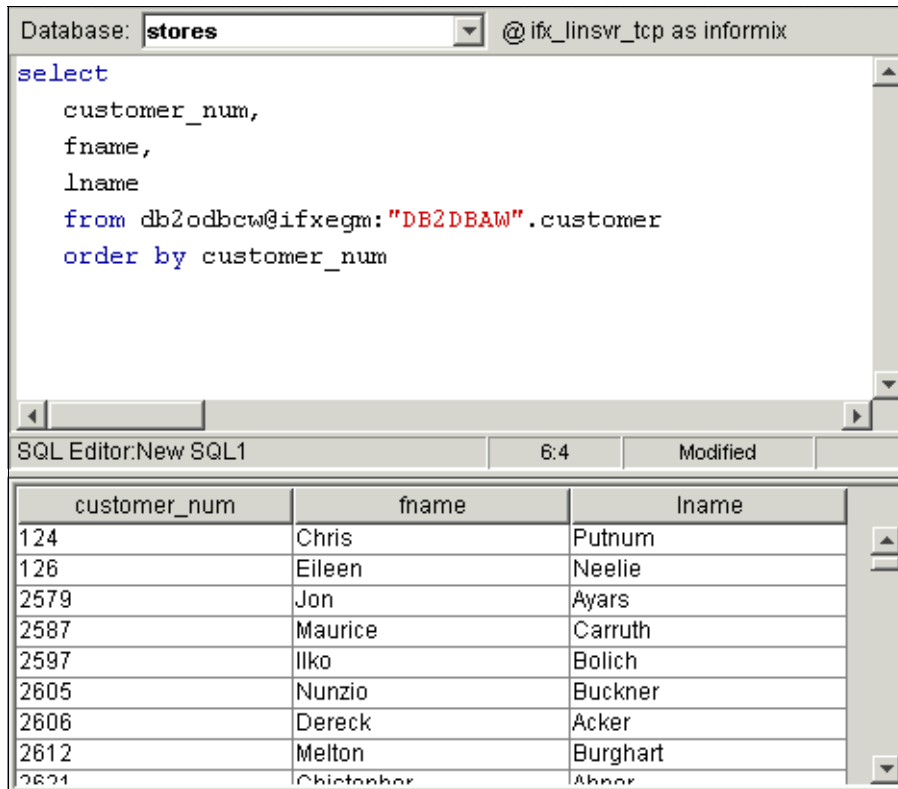 Database: stores @ ifx_linsvr_tcp as informix
select
customer_num,
fname,
lname
from db2odbcw@ifxegm:"DB2DBAW".customer
order by customer_num
SQL Editor:New SQL1 6:4 Modified
customer_num fname lname
124 Chris Putnum
126 Eileen Neelie
2579 Jon Ayars
2587 Maurice Carruth
2597 Ilko Bolich
2605 Nunzio Buckner
2606 Dereck Acker
2612 Melton Burghart
2621